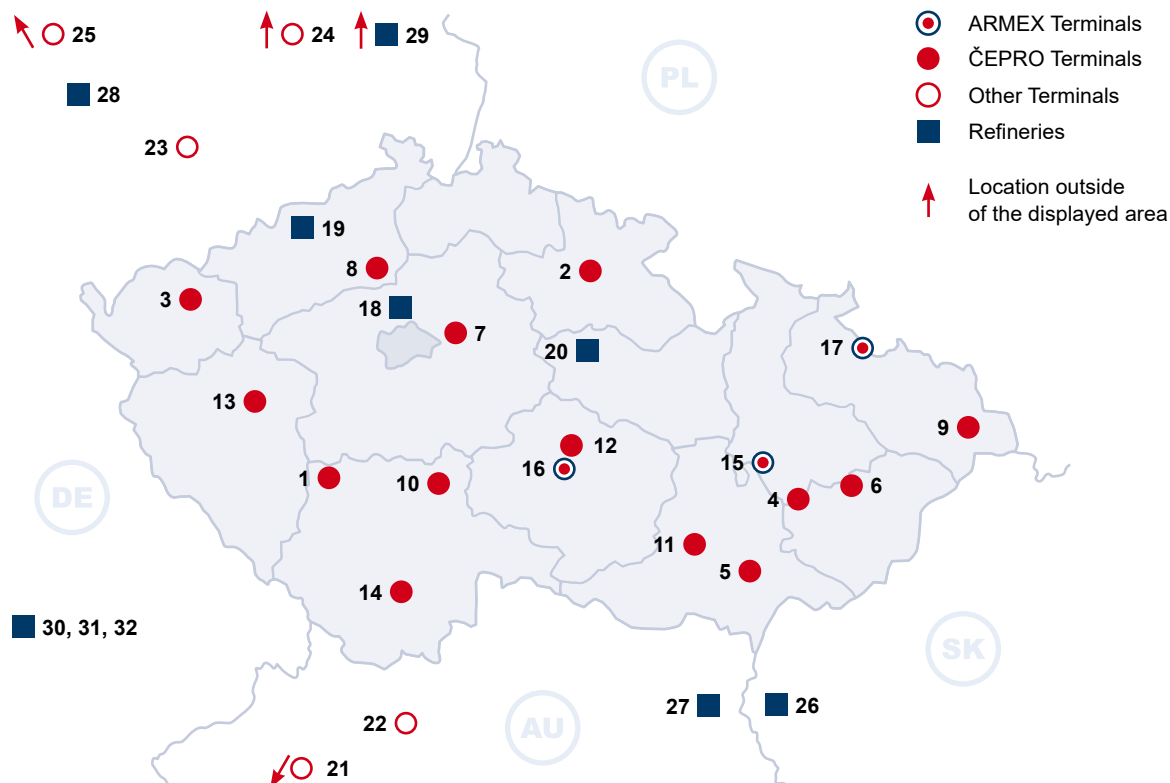 25
24
29
ARMEX Terminals
ČEPRO Terminals
Other Terminals
Refineries
Location outside
of the displayed area
PL
28
23
19
8
2
3
18
7
20
17
13
9
12
16
15
1
10
4
6
DE
11
5
14
30, 31, 32
SK
27
26
22
AU
21